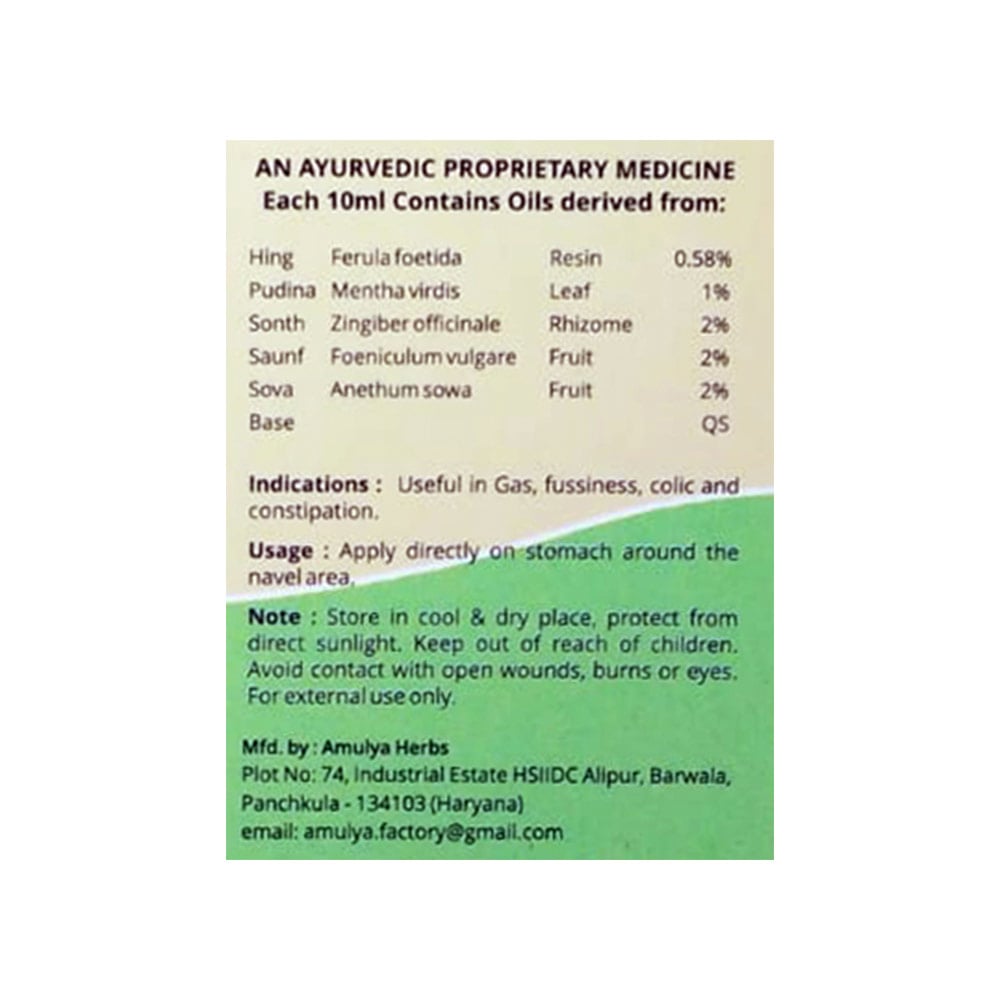 AN AYURVEDIC PROPRIETARY MEDICINE
Each 10ml Contains Oils derived from:
Hing Ferula foetida Resin 0.58%
Pudina Mentha virdis Leaf 1%
Sonth Zingiber officinale Rhizome 2%
Saunf Foeniculum vulgare Fruit 2%
Sova Anethum sowa Fruit 2%
Base QS
Indications : Useful in Gas, fussiness, colic and
constipation.
Usage : Apply directly on stomach around the
navel area.
Note : Store in cool & dry place, protect from
direct sunlight. Keep out of reach of children.
Avoid contact with open wounds, burns or eyes.
For external use only.
Mfd. by : Amulya Herbs
Plot No: 74, Industrial Estate HSIIDC Alipur, Barwala,
Panchkula - 134103 (Haryana)
email: amulya.factory@gmail.com